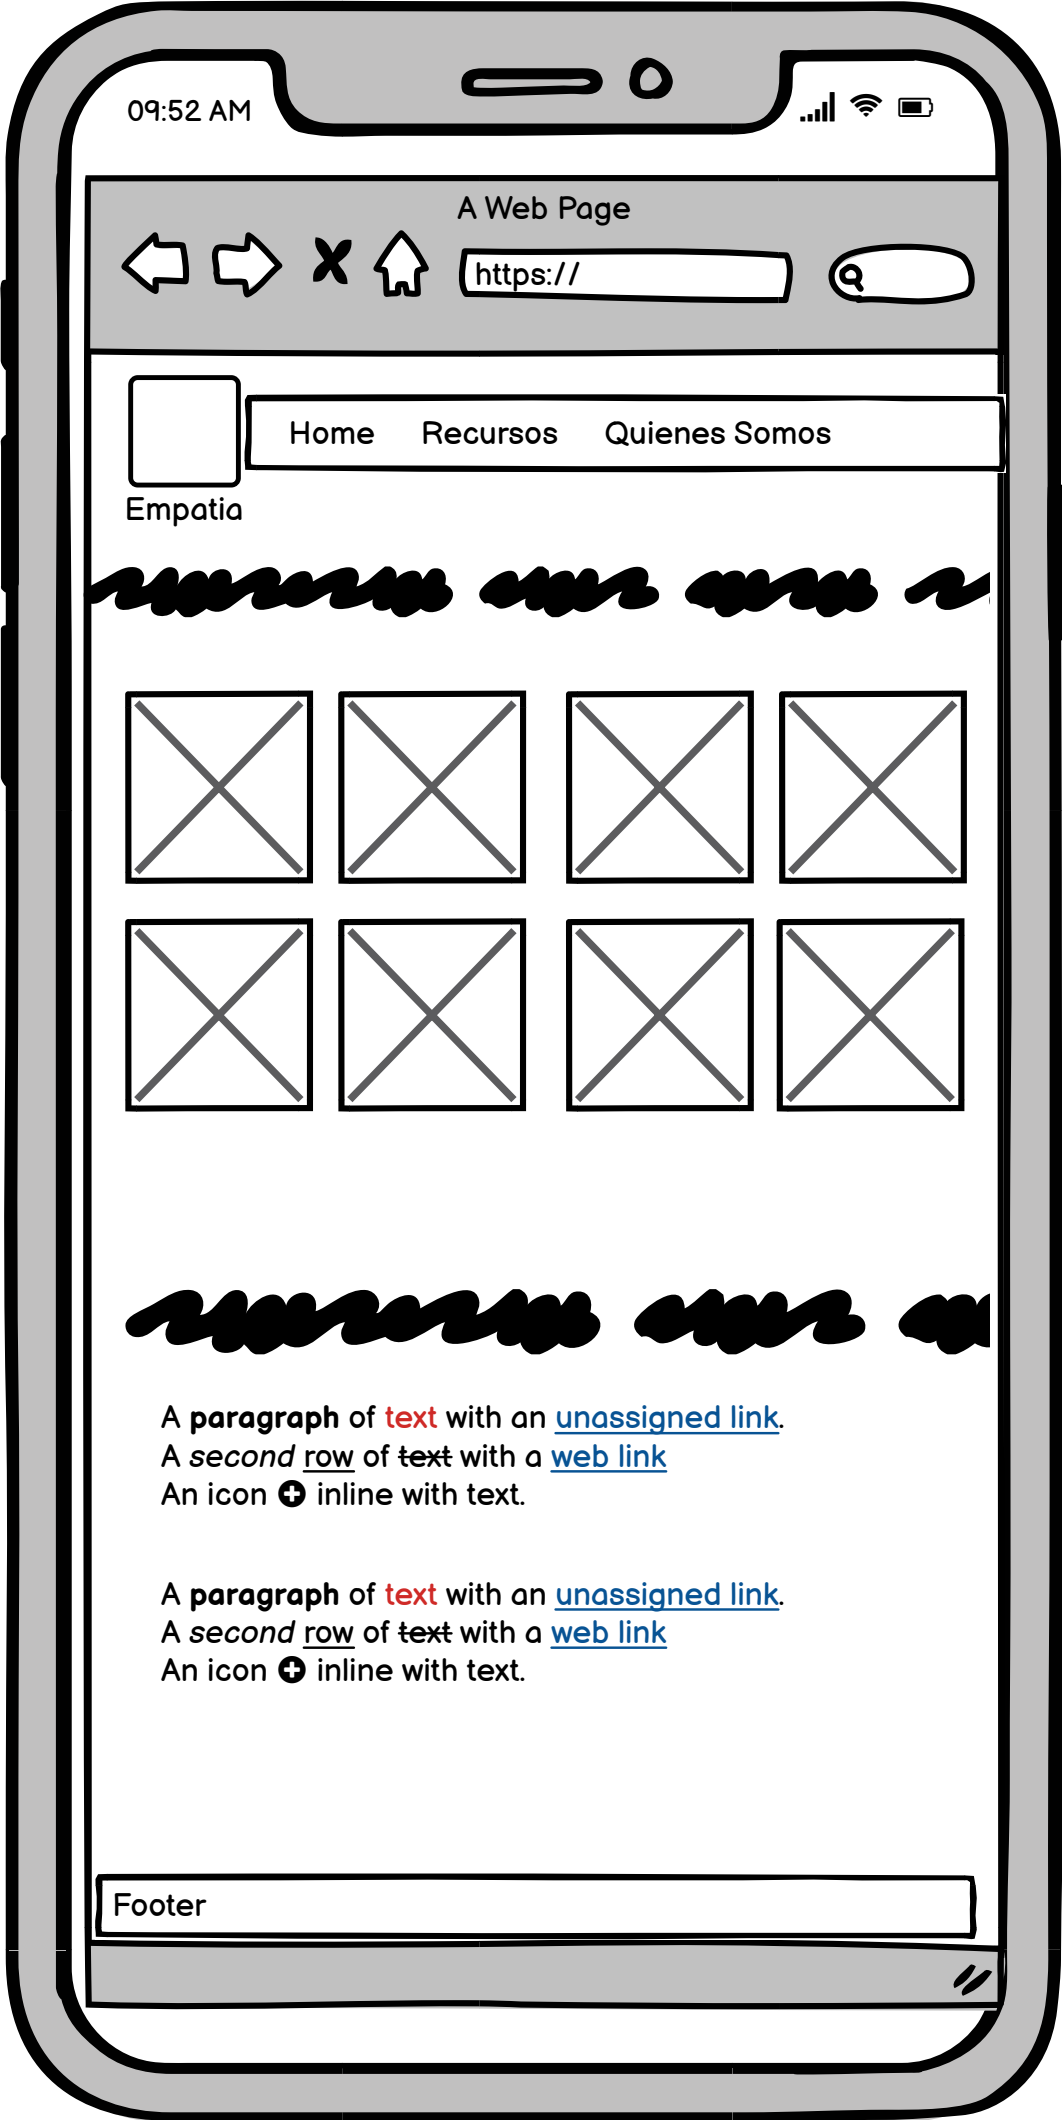 09:52 AM
A Web Page
https://
Home Recursos Quienes Somos
Empatia
A paragraph of text with an unassigned link.
A second row of text with a web link
An icon inline with text.
A paragraph of text with an unassigned link.
A second row of text with a web link
An icon inline with text.
Footer